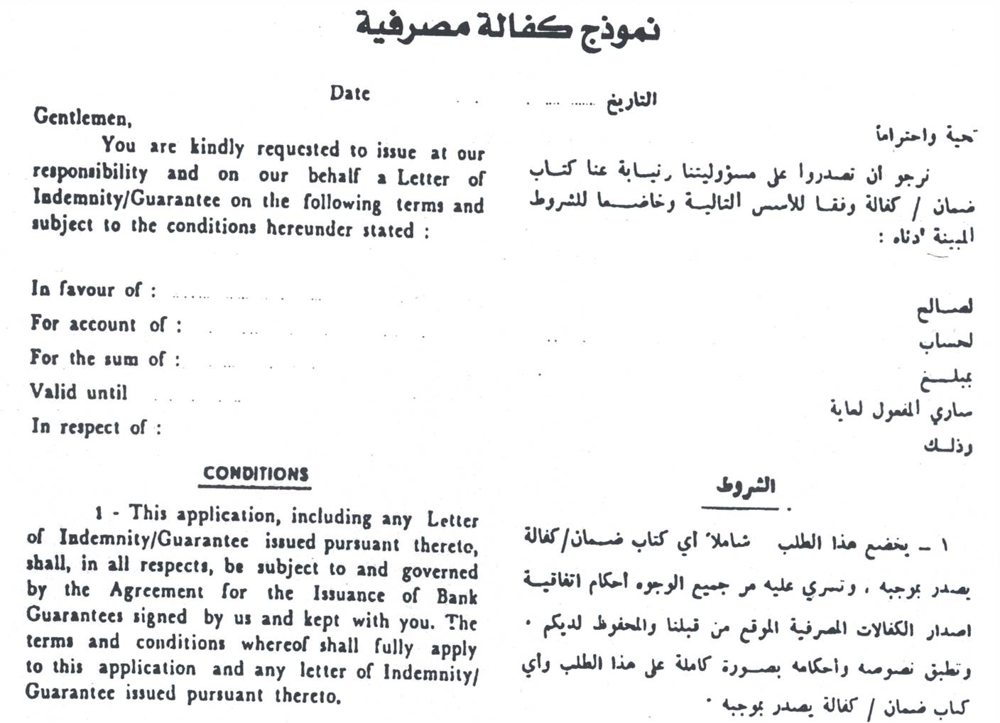 نموذج كفالة مصرفية
Date
التاريخ
Gentlemen,
You are kindly requested to issue at our
responsibility and on our behalf a Letter of
Indemnity/Guarantee on the following terms and
subject to the conditions hereunder stated :
In favour of :
For account of :
For the sum of :
Valid until
In respect of :
CONDITIONS
1 - This application, including any Letter
of Indemnity/Guarantee issued pursuant thereto,
shall, in all respects, be subject to and governed
by the Agreement for the Issuance of Bank
Guarantees signed by us and kept with you. The
terms and conditions whereof shall fully apply
to this application and any letter of Indemnity/
Guarantee issued pursuant thereto.
تحية واحتراماً
نرجو أن تصدروا على مسؤوليتنا ونيابة عنا كتاب
ضمان / كفالة وفقا للأسس التالية وخاضعا للشروط
المبينة أدناه :
لصالح
لحساب
بمبلغ
ساري المفعول لغاية
وذلك
الشروط
١ - يخضع هذا الطلب شاملاً أي كتاب ضمان/كفالة
يصدر بموجبه ، وتسري عليه من جميع الوجوه أحكام اتفاقية
اصدار الكفالات المصرفية الموقع من قبلنا والمحفوظ لديكم .
وتطبق نصوصه وأحكامه بصورة كاملة على هذا الطلب وأي
كتاب ضمان / كفالة يصدر بموجبه .